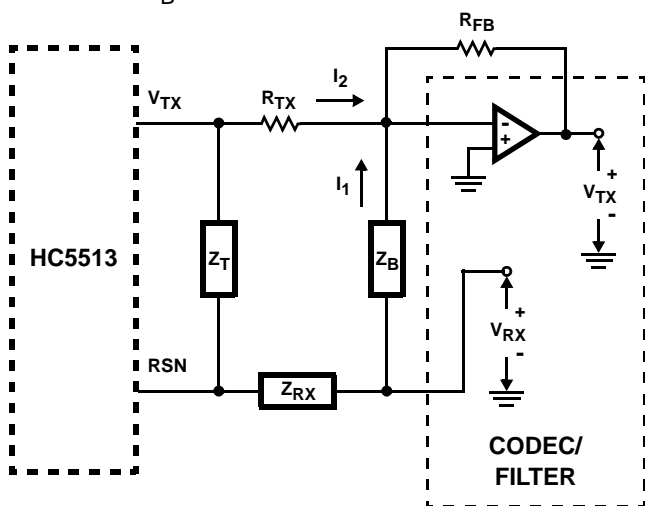 B
R_FB
V_TX
R_TX
I_2
-
+
I_1
+
V_TX
-
HC5513
Z_T
Z_B
+
V_RX
-
RSN
Z_RX
CODEC/
FILTER